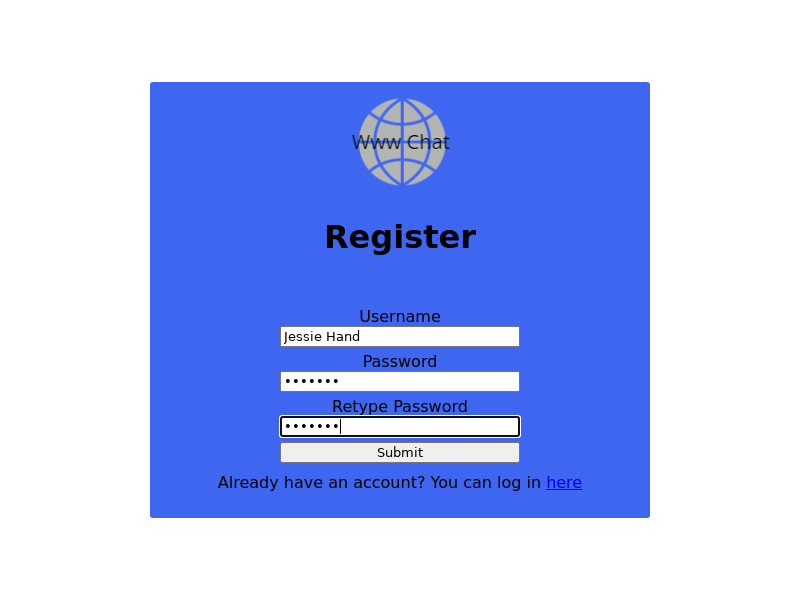 Www Chat
Register
Username
Jessie Hand
Password
•••••••
Retype Password
•••••••
Submit
Already have an account? You can log in here